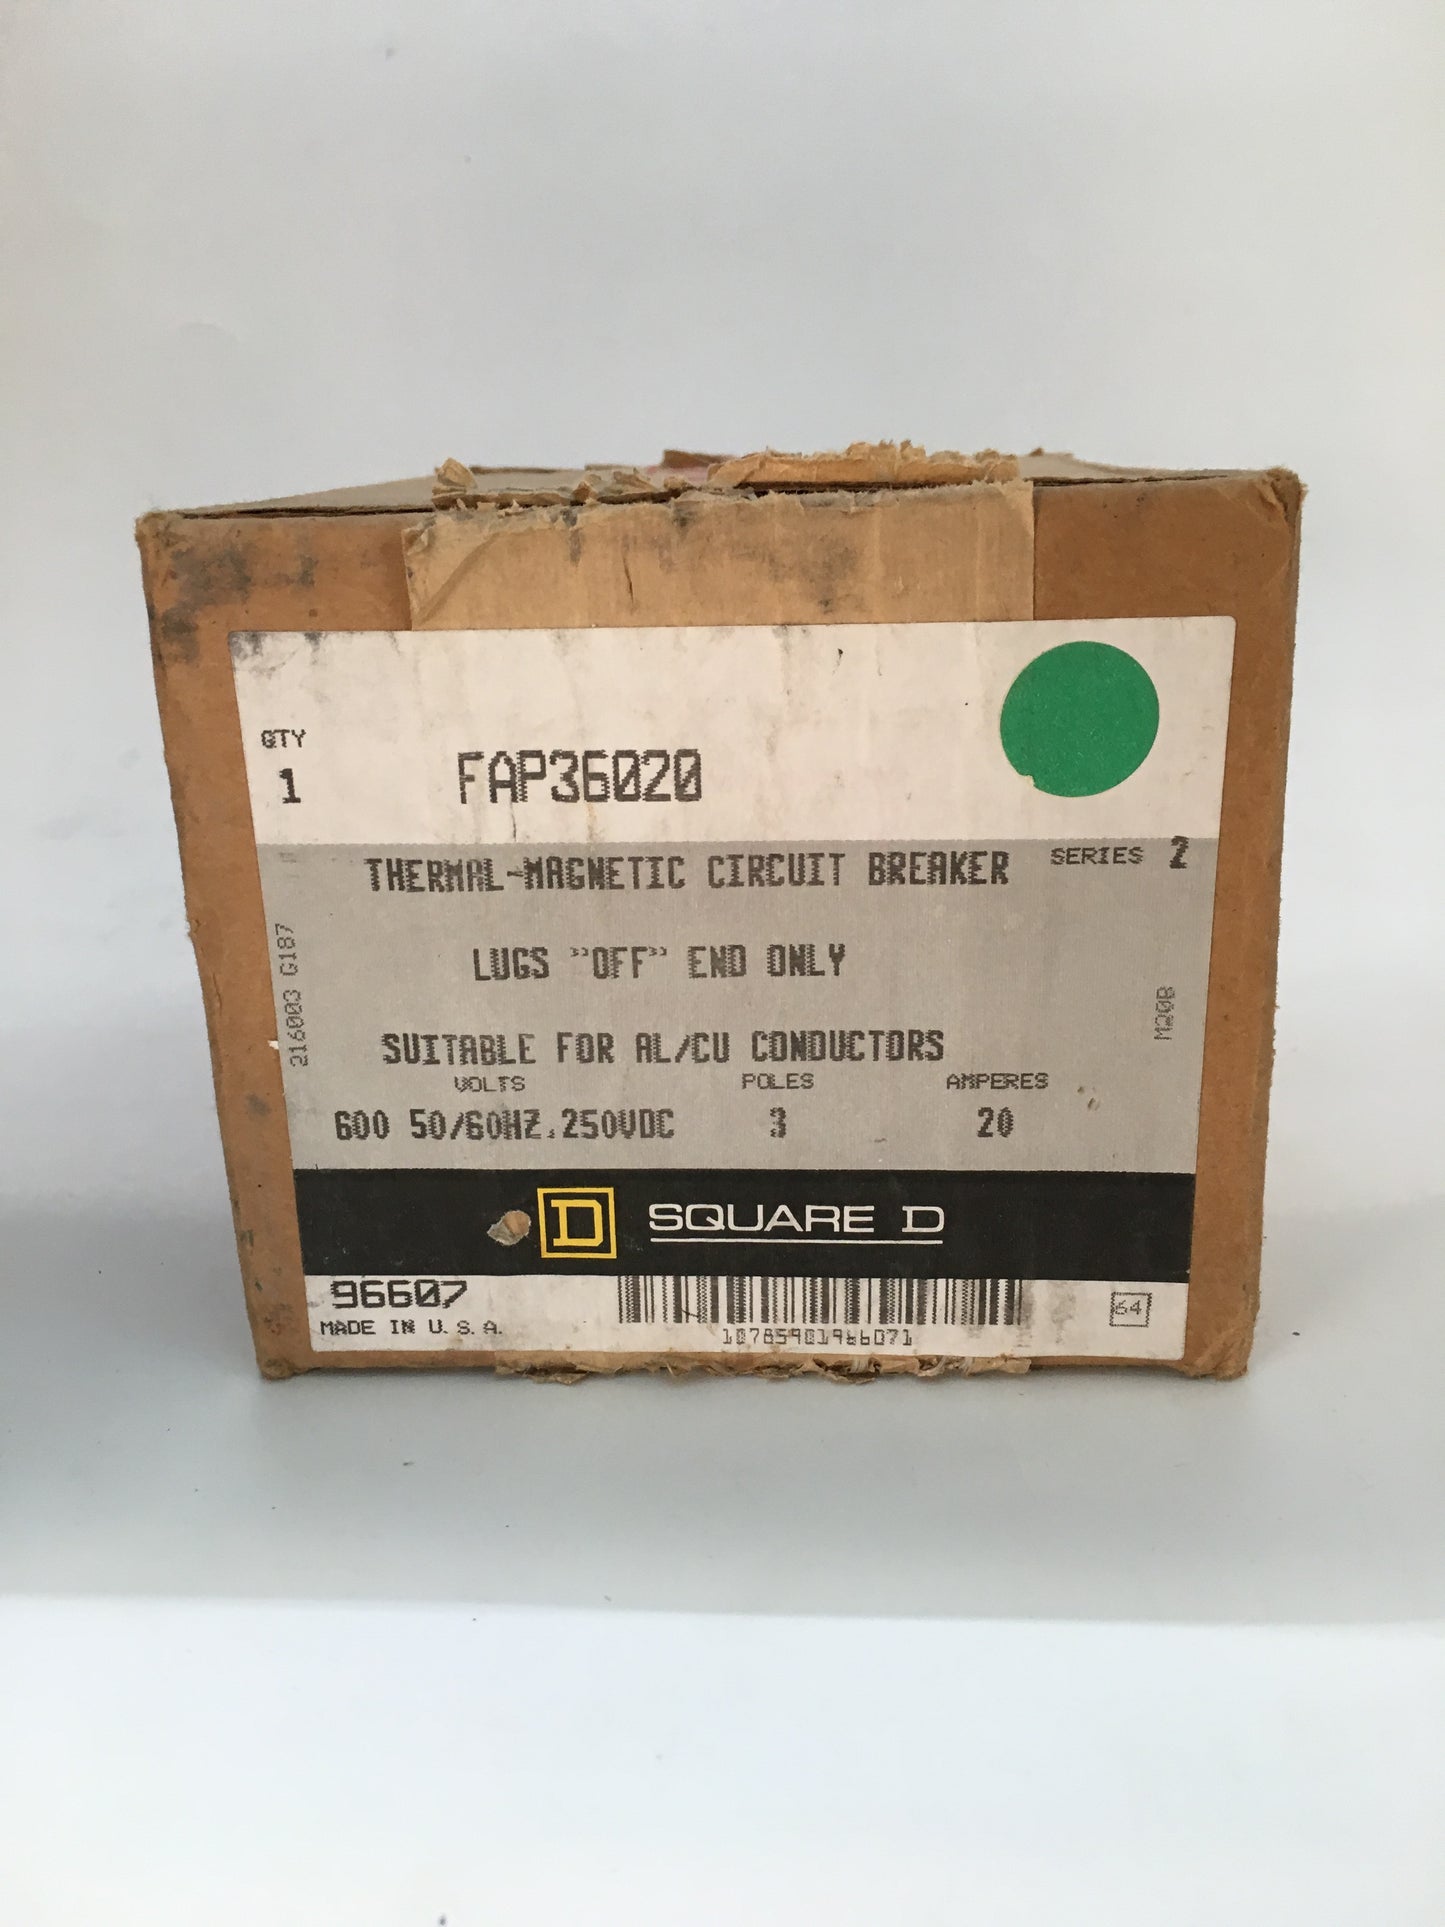 QTY
1
FAP36020
THERMAL-MAGNETIC CIRCUIT BREAKER
SERIES 2
LUGS "OFF" END ONLY
216003 G187
M20B
SUITABLE FOR AL/CU CONDUCTORS
VOLTS POLES AMPERES
600 50/60HZ.250VDC 3 20
D SQUARE D
96607
MADE IN U.S.A.
10785901966071
64